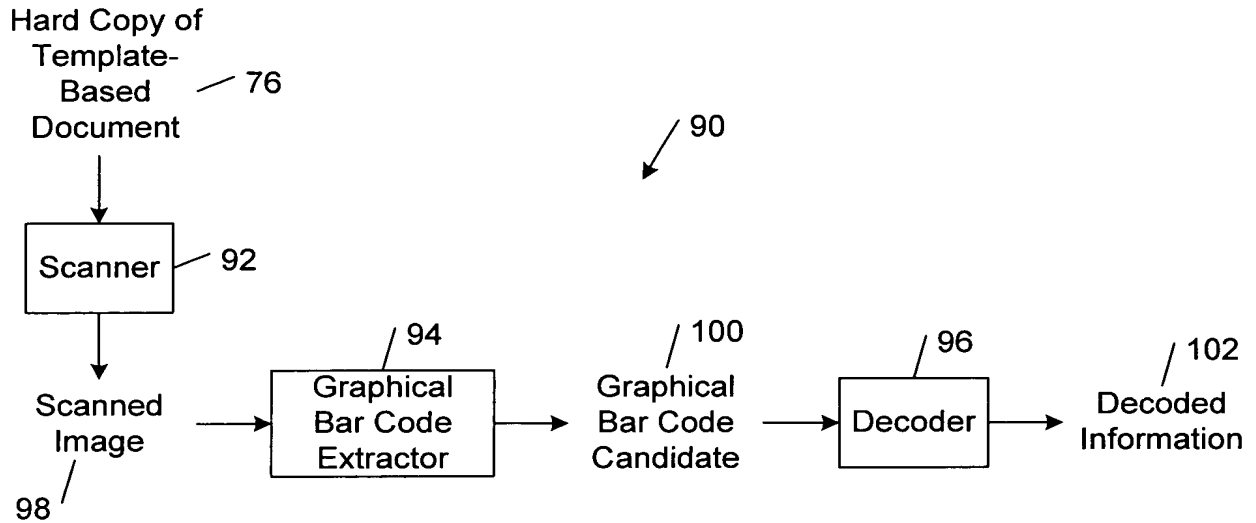 Hard Copy of
Template-
Based
Document
76
90
Scanner
92
94
100
96
102
Scanned
Image
98
Graphical
Bar Code
Extractor
Graphical
Bar Code
Candidate
Decoder
Decoded
Information